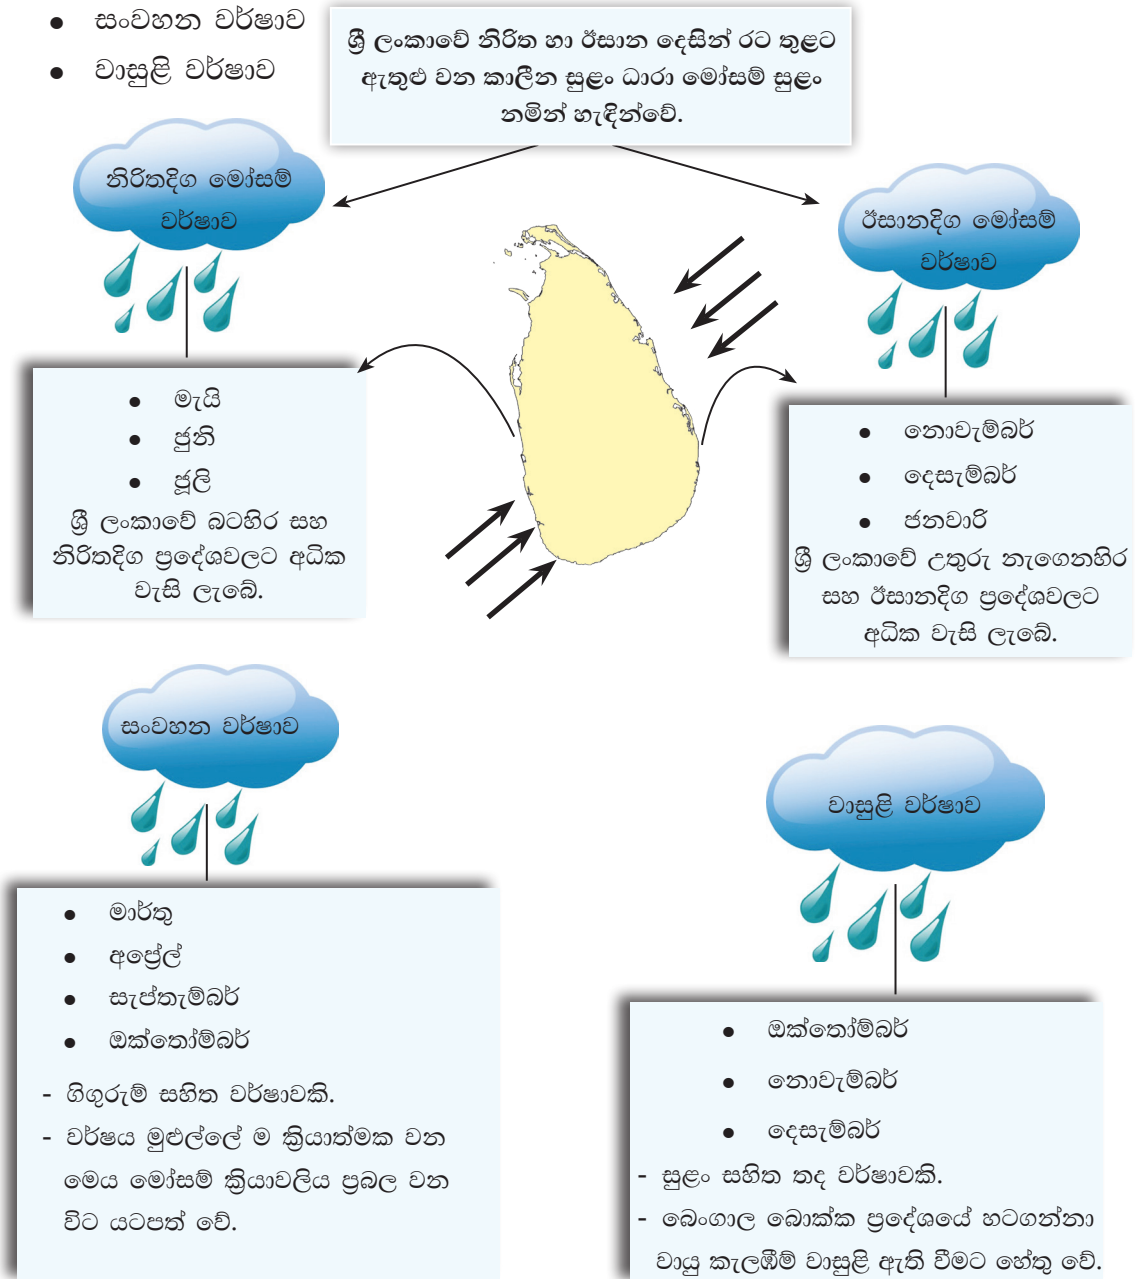 ● සංවහන වර්ෂාව
● වාසුළි වර්ෂාව
ශ්‍රී ලංකාවේ නිරිත හා ඊසාන දෙසින් රට තුළට
ඇතුළු වන කාලීන සුළං ධාරා මෝසම් සුළං
නමින් හැඳින්වේ.
නිරිතදිග මෝසම්
වර්ෂාව
ඊසානදිග මෝසම්
වර්ෂාව
● මැයි
● ජුනි
● ජූලි
ශ්‍රී ලංකාවේ බටහිර සහ
නිරිතදිග ප්‍රදේශවලට අධික
වැසි ලැබේ.
● නොවැම්බර්
● දෙසැම්බර්
● ජනවාරි
ශ්‍රී ලංකාවේ උතුරු නැගෙනහිර
සහ ඊසානදිග ප්‍රදේශවලට
අධික වැසි ලැබේ.
සංවහන වර්ෂාව
● මාර්තු
● අප්‍රේල්
● සැප්තැම්බර්
● ඔක්තෝම්බර්
- ගිගුරුම් සහිත වර්ෂාවකි.
- වර්ෂය මුළුල්ලේ ම ක්‍රියාත්මක වන
මෙය මෝසම් ක්‍රියාවලිය ප්‍රබල වන
විට යටපත් වේ.
වාසුළි වර්ෂාව
● ඔක්තෝම්බර්
● නොවැම්බර්
● දෙසැම්බර්
- සුළං සහිත තද වර්ෂාවකි.
- බෙංගාල බොක්ක ප්‍රදේශයේ හටගන්නා
වායු කැලඹීම් වාසුළි ඇති වීමට හේතු වේ.